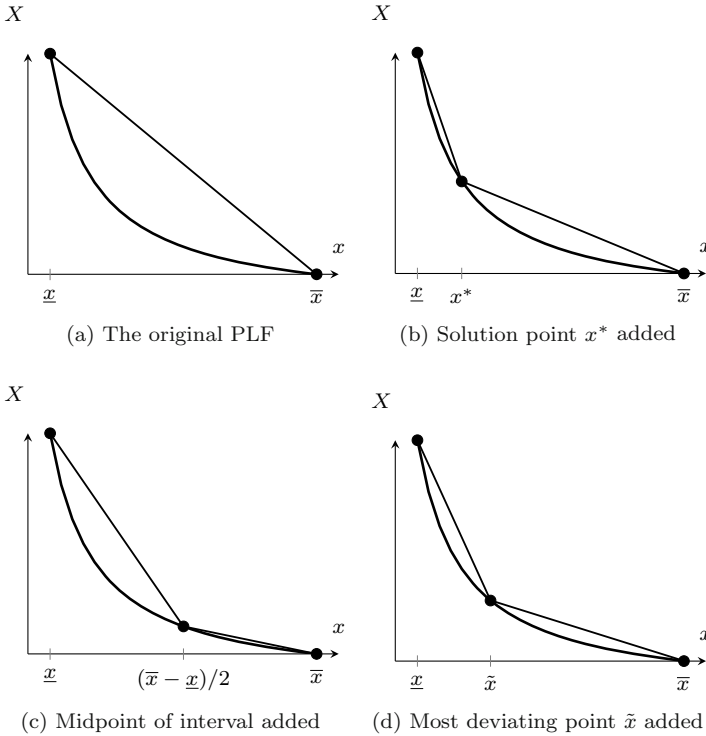 X
x
x̲
x̅
(a) The original PLF
X
x
x̲
x*
x̅
(b) Solution point x* added
X
x
x̲
(x̅ − x̲)/2
x̅
(c) Midpoint of interval added
X
x
x̲
x̃
x̅
(d) Most deviating point x̃ added